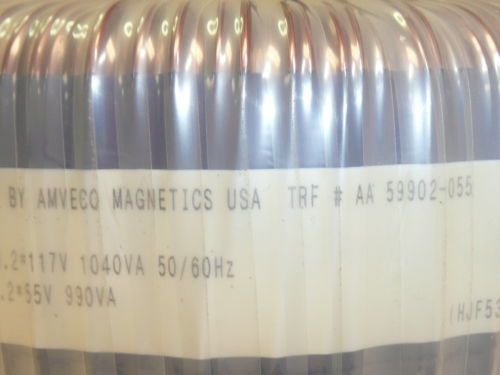 BY AMVECO MAGNETICS USA TRF # AA 59902-055
.2*117V 1040VA 50/60Hz
.2*55V 990VA
(HJF53